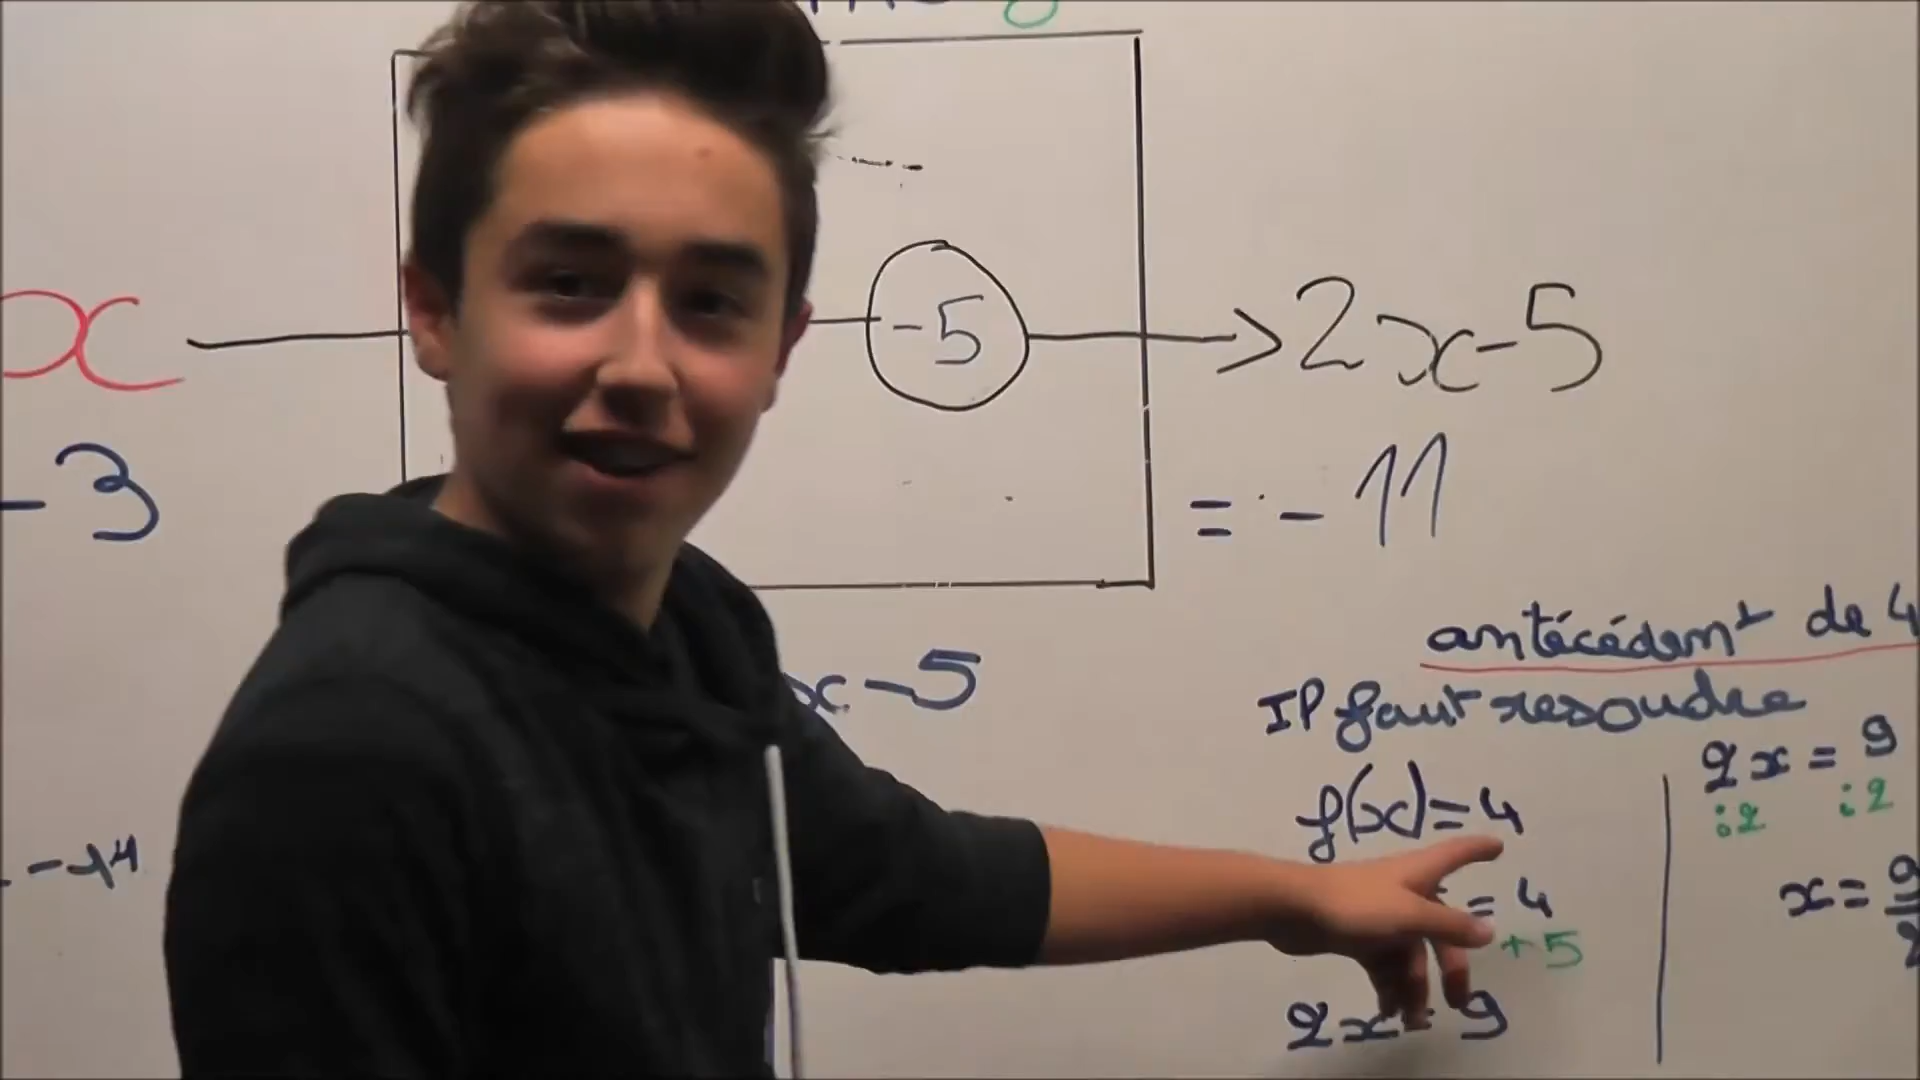 x
-5
2x-5
-3
= -11
x-5
antécédent de 4
Il faut resoudre
f(x)=4
= 4
+5
2x = 9
2x = 9
:2 :2
x = 9
2